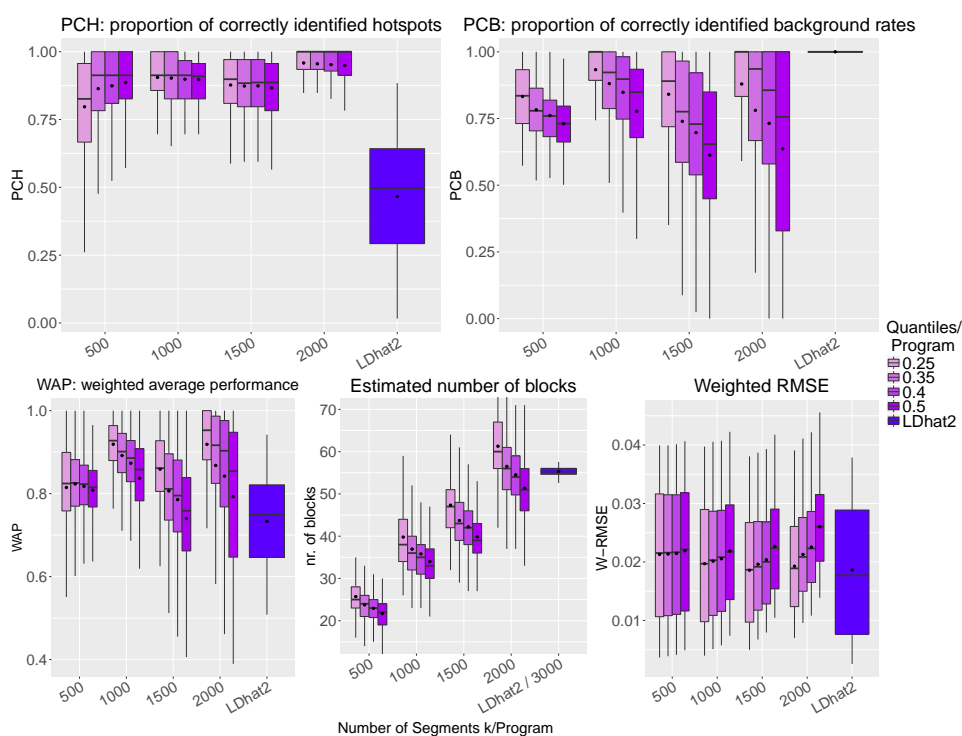 PCH: proportion of correctly identified hotspots
PCB: proportion of correctly identified background rates
1.00
0.75
0.50
0.25
0.00
PCH
500
1000
1500
2000
LDhat2
1.00
0.75
0.50
0.25
0.00
PCB
500
1000
1500
2000
LDhat2
Quantiles/
Program
0.25
0.35
0.4
0.5
LDhat2
WAP: weighted average performance
Estimated number of blocks
Weighted RMSE
1.0
0.8
0.6
0.4
WAP
500
1000
1500
2000
LDhat2
70
60
50
40
30
20
nr. of blocks
500
1000
1500
2000
LDhat2 / 3000
0.04
0.03
0.02
0.01
W−RMSE
500
1000
1500
2000
LDhat2
Number of Segments k/Program